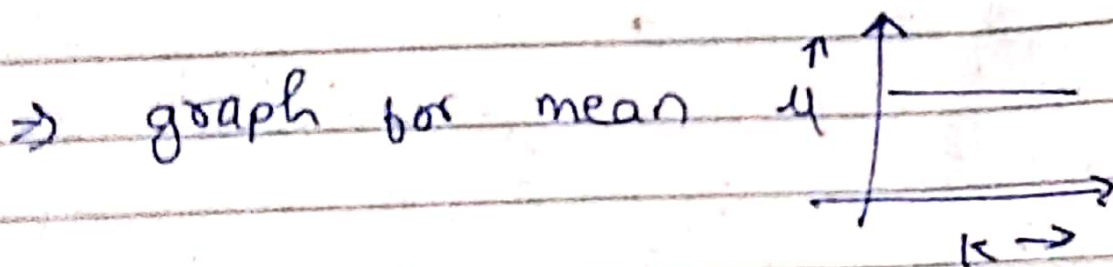 ⇒ graph for mean μ ↑
K →